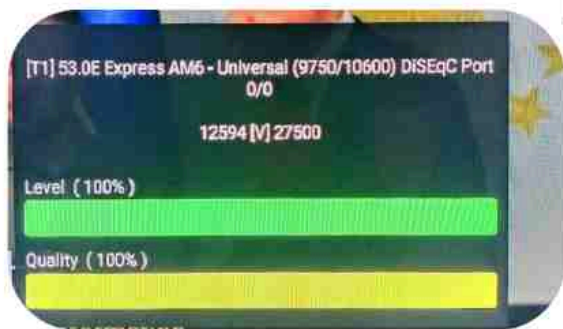 [T1] 53.0E Express AM6 - Universal (9750/10600) DiSEqC Port
0/0
12594 [V] 27500
Level ( 100% )
Quality ( 100% )